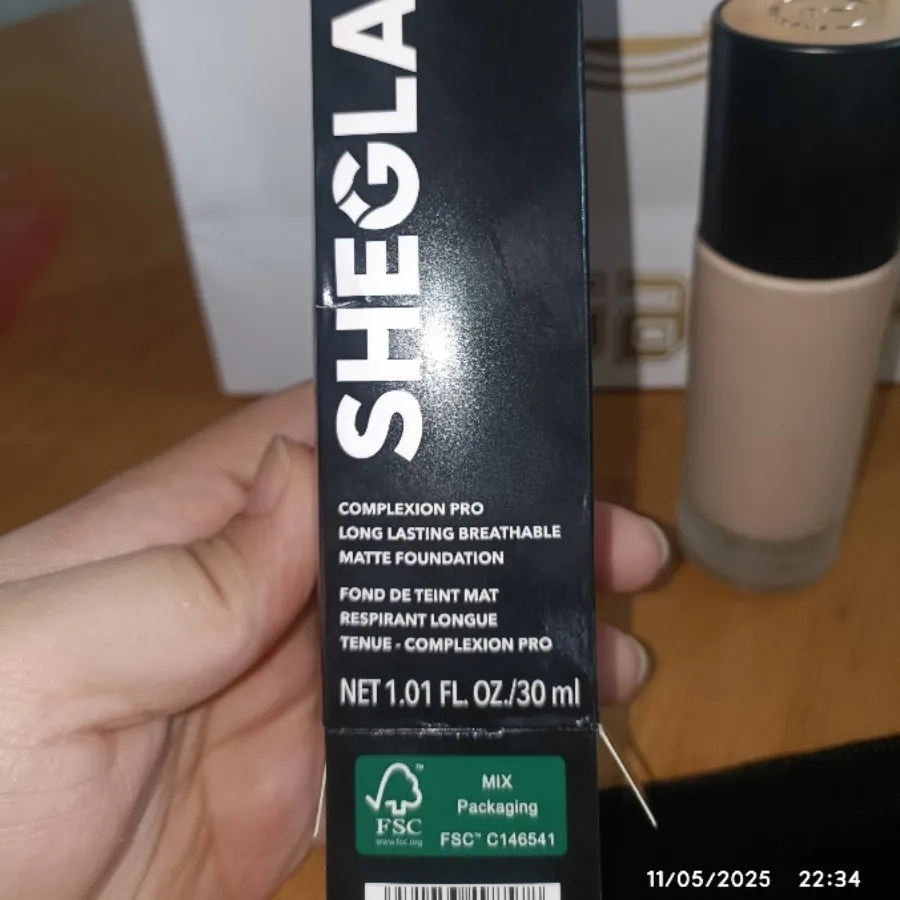 SHEGLA
COMPLEXION PRO
LONG LASTING BREATHABLE
MATTE FOUNDATION
FOND DE TEINT MAT
RESPIRANT LONGUE
TENUE - COMPLEXION PRO
NET 1.01 FL. OZ./30 ml
FSC
www.fsc.org
MIX
Packaging
FSC™ C146541
11/05/2025 22:34